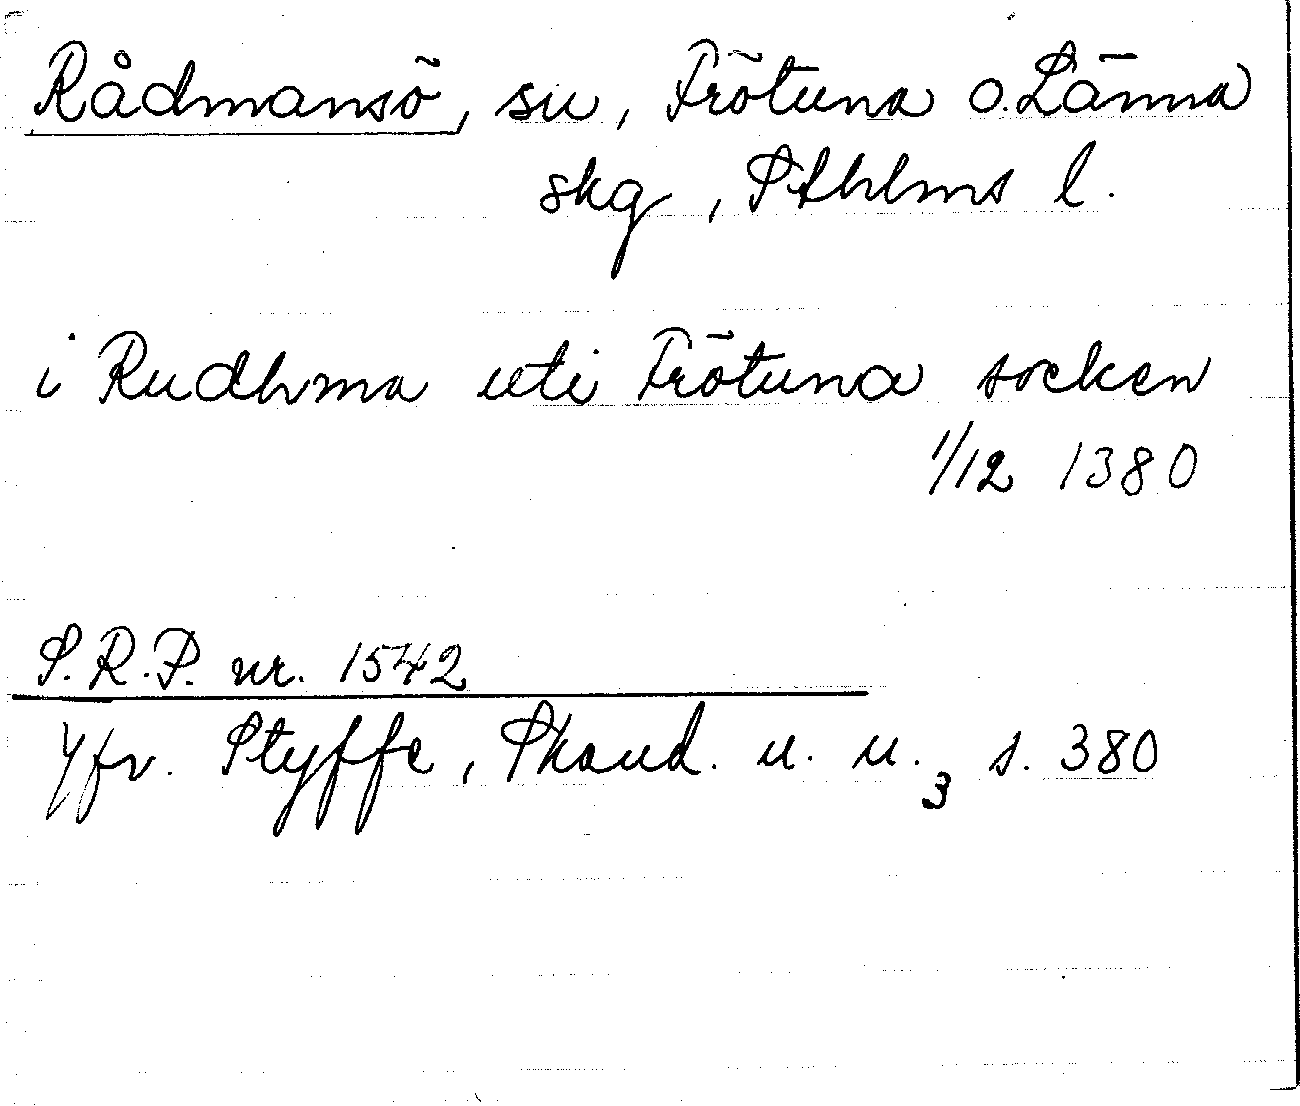 Rådmansö, sn, Frötuna o. Länna
skg, Sthlms l.
i Rudhma uti Frötuna socken
1/12 1380
S.R.P. nr. 1542
Yfr. Styffe, Skand. u. u. 3 s. 380